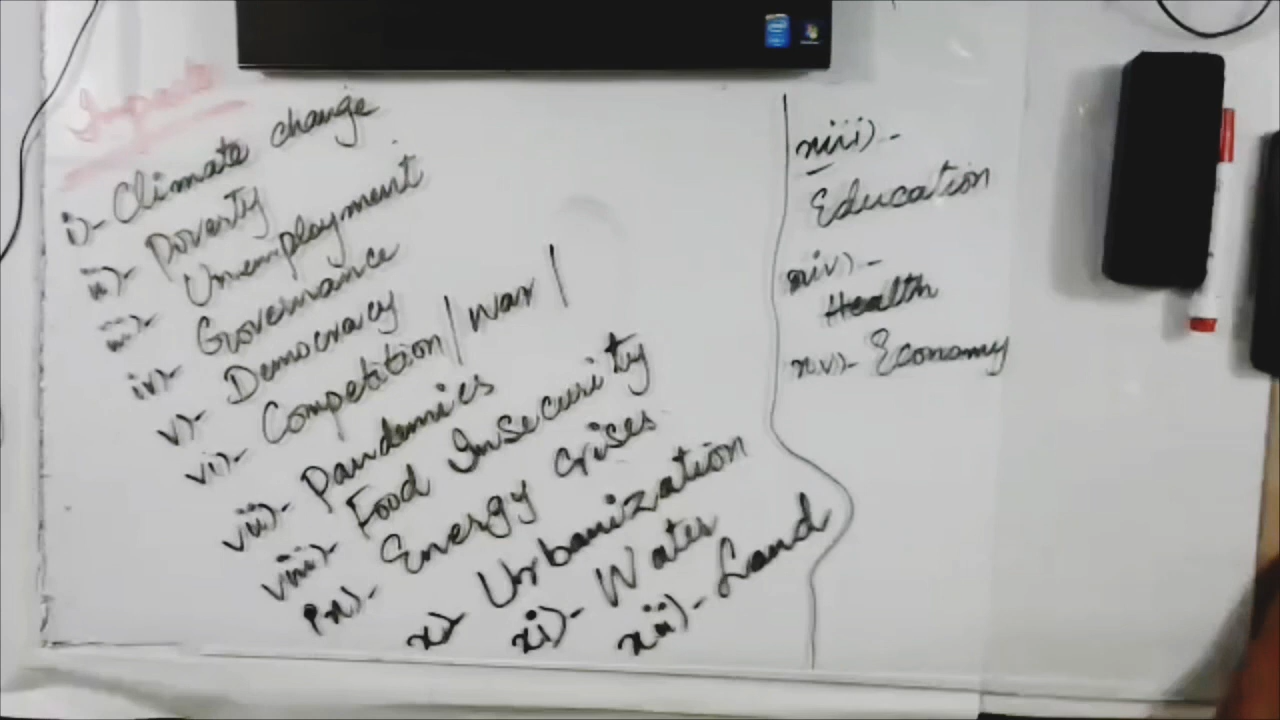 Impacts
i)- Climate change
ii)- Poverty
iii)- Unemployment
iv)- Governance
v)- Democracy
vi)- Competition/war/
vii)- Pandemics
viii)- Food Insecurity
ix)- Energy Crises
x)- Urbanization
xi)- Water
xii)- Land
xiii)-
Education
xiv)-
Health
xv)- Economy